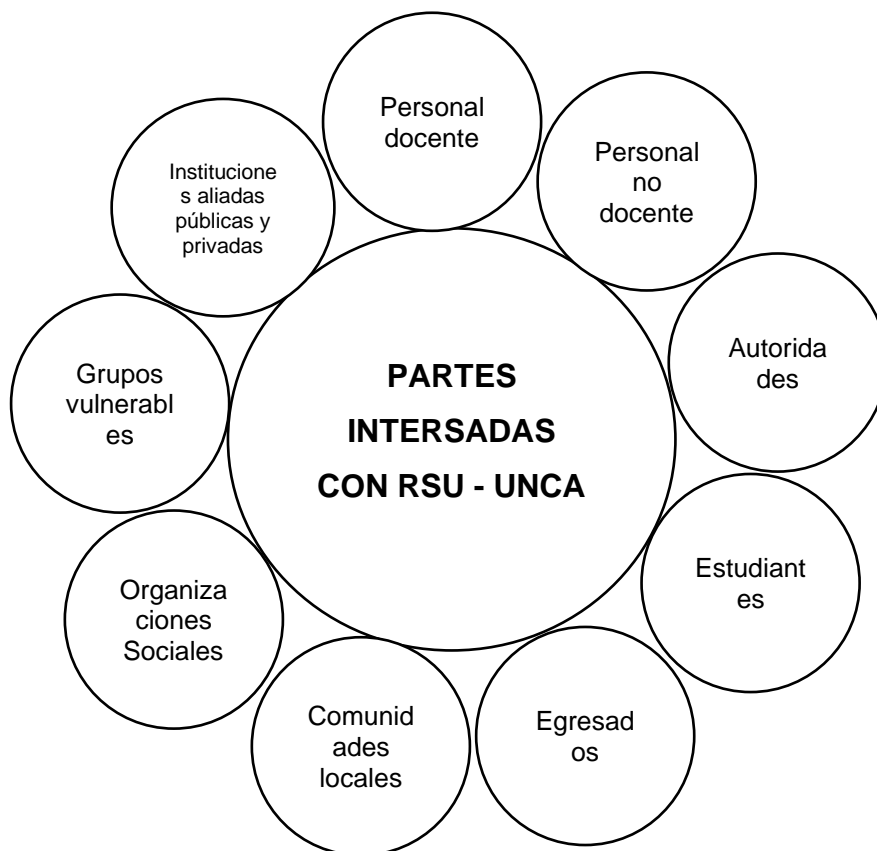 Personal
docente
Personal
no
docente
Autorida
des
Estudiant
es
Egresad
os
Comunid
ades
locales
Organiza
ciones
Sociales
Grupos
vulnerabl
es
Institucione
s aliadas
públicas y
privadas
PARTES
INTERSADAS
CON RSU - UNCA